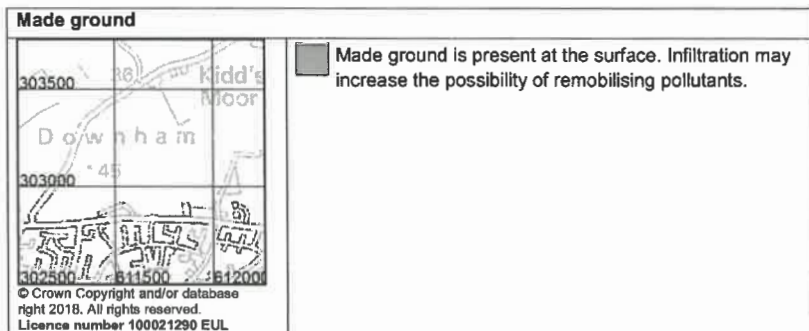 Made ground
303500
36
Kidd's
Moor
Downham
45
303000
302500
611500
612000
© Crown Copyright and/or database
right 2018. All rights reserved.
Licence number 100021290 EUL
Made ground is present at the surface. Infiltration may
increase the possibility of remobilising pollutants.